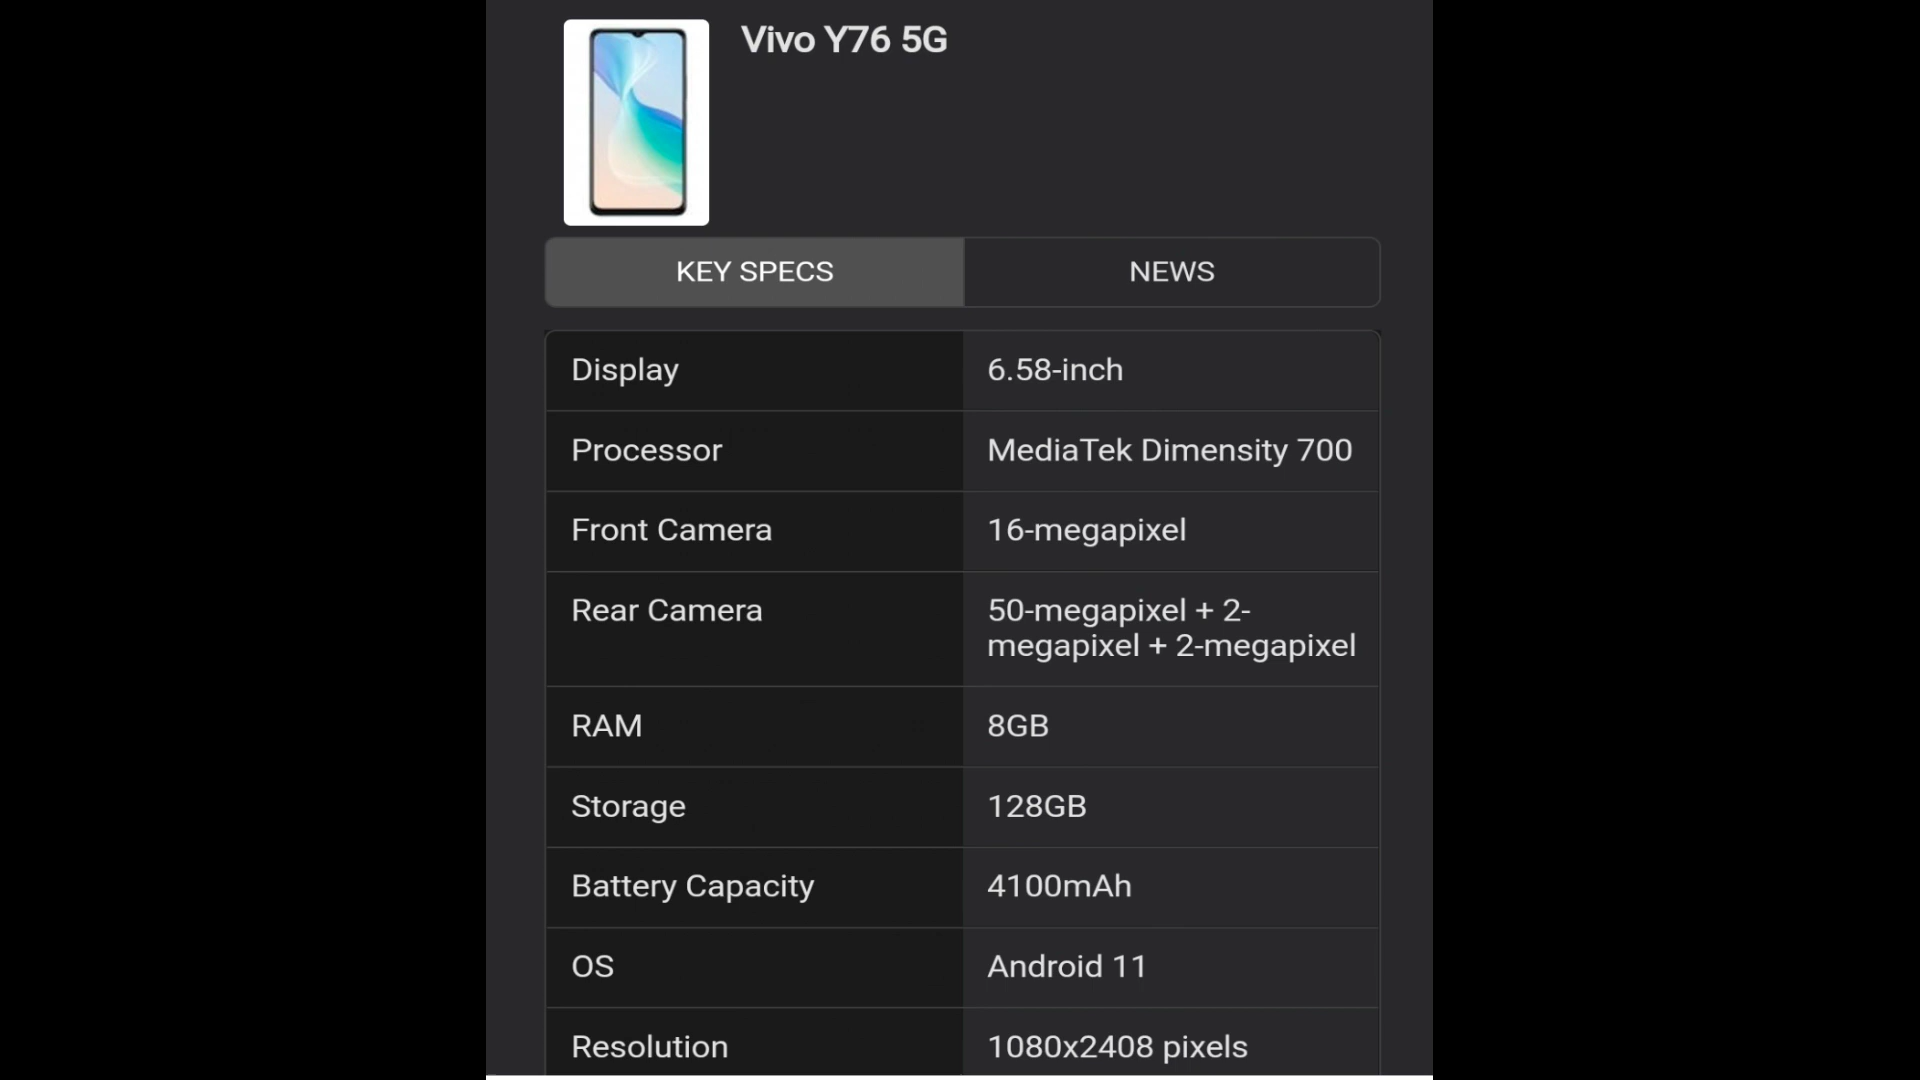 Vivo Y76 5G
KEY SPECS
NEWS
Display
6.58-inch
Processor
MediaTek Dimensity 700
Front Camera
16-megapixel
Rear Camera
50-megapixel + 2-
megapixel + 2-megapixel
RAM
8GB
Storage
128GB
Battery Capacity
4100mAh
OS
Android 11
Resolution
1080x2408 pixels